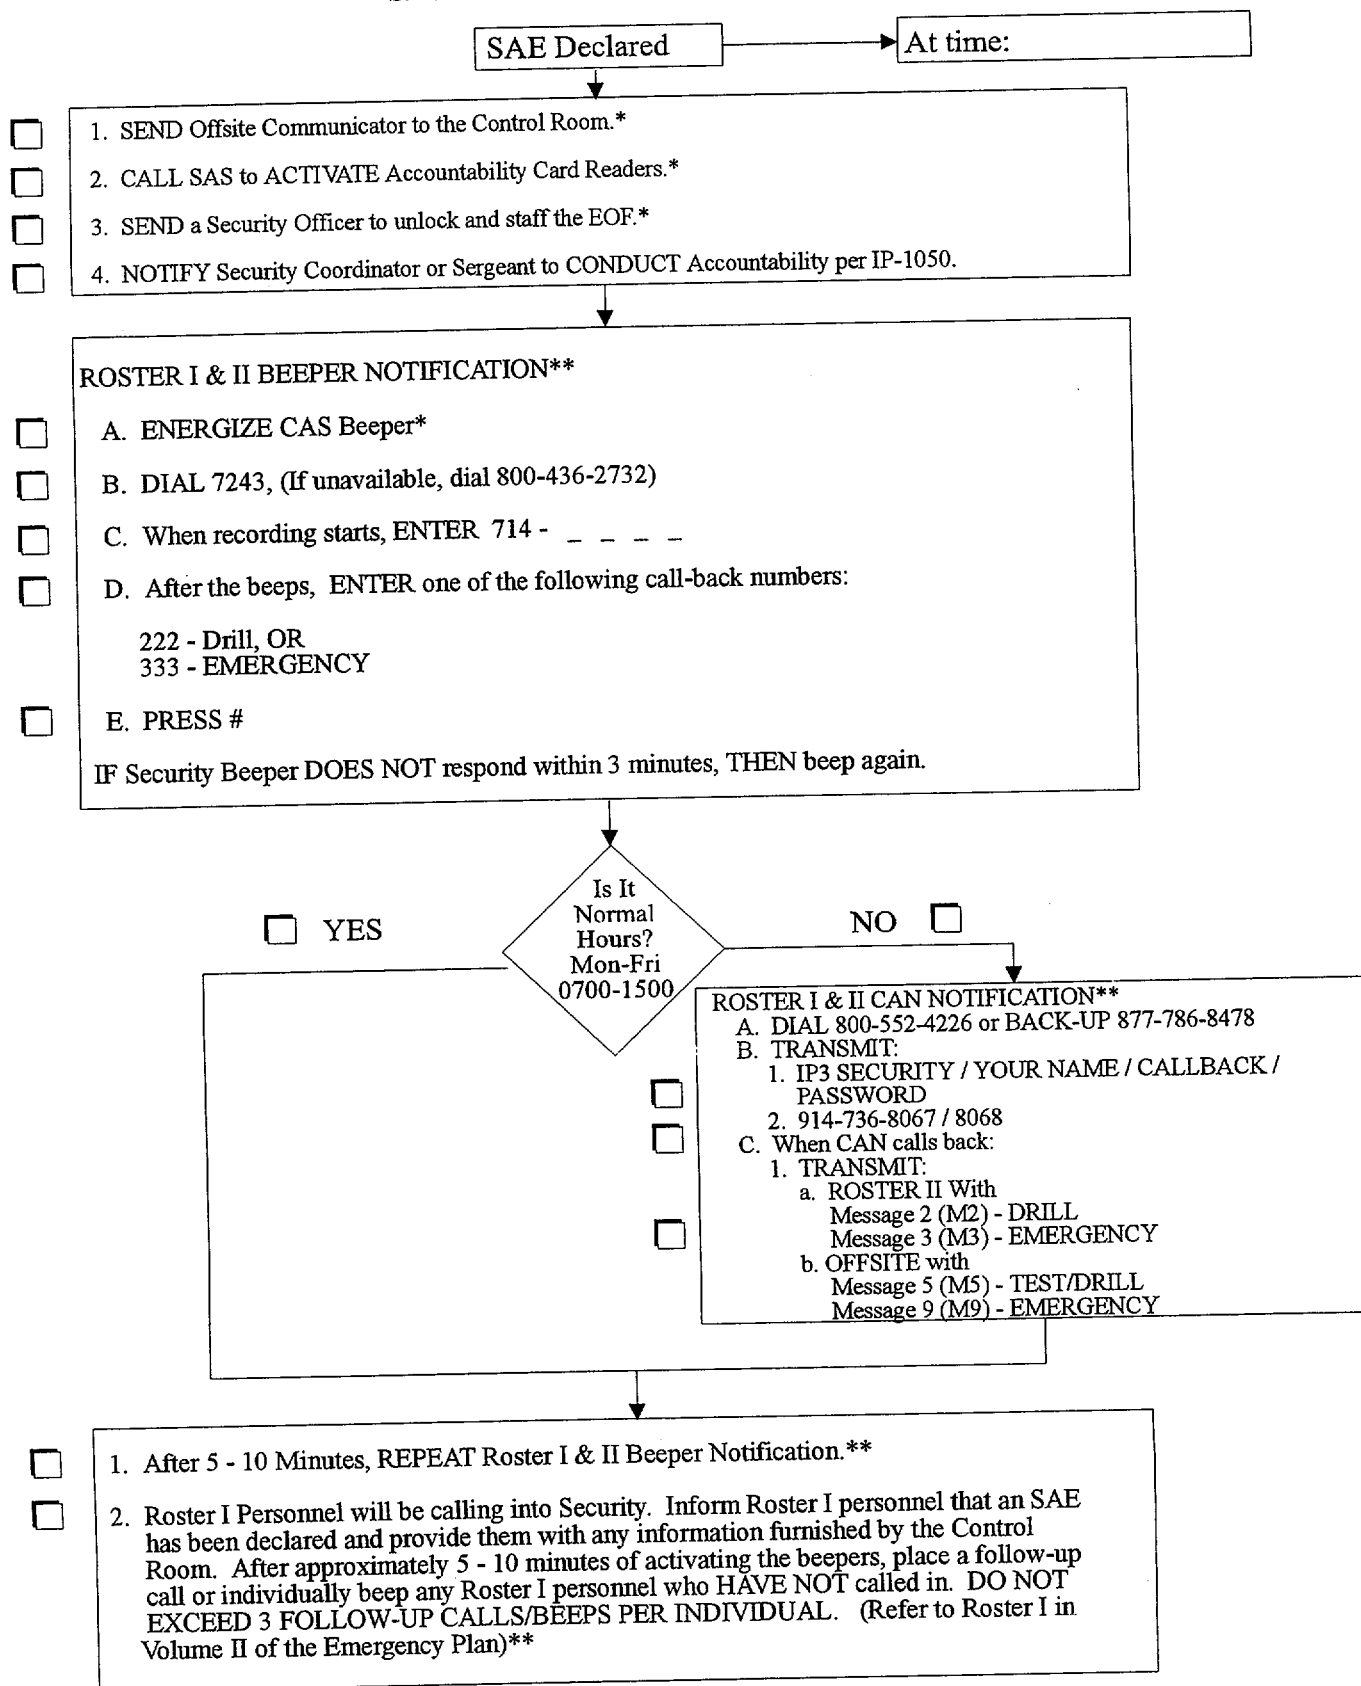 SAE Declared
At time:
1. SEND Offsite Communicator to the Control Room.*
2. CALL SAS to ACTIVATE Accountability Card Readers.*
3. SEND a Security Officer to unlock and staff the EOF.*
4. NOTIFY Security Coordinator or Sergeant to CONDUCT Accountability per IP-1050.
ROSTER I & II BEEPER NOTIFICATION**
A. ENERGIZE CAS Beeper*
B. DIAL 7243, (If unavailable, dial 800-436-2732)
C. When recording starts, ENTER 714 - _ _ _ _
D. After the beeps, ENTER one of the following call-back numbers:
222 - Drill, OR
333 - EMERGENCY
E. PRESS #
IF Security Beeper DOES NOT respond within 3 minutes, THEN beep again.
Is It
Normal
Hours?
Mon-Fri
0700-1500
YES
NO
ROSTER I & II CAN NOTIFICATION**
A. DIAL 800-552-4226 or BACK-UP 877-786-8478
B. TRANSMIT:
1. IP3 SECURITY / YOUR NAME / CALLBACK /
PASSWORD
2. 914-736-8067 / 8068
C. When CAN calls back:
1. TRANSMIT:
a. ROSTER II With
Message 2 (M2) - DRILL
Message 3 (M3) - EMERGENCY
b. OFFSITE with
Message 5 (M5) - TEST/DRILL
Message 9 (M9) - EMERGENCY
1. After 5 - 10 Minutes, REPEAT Roster I & II Beeper Notification.**
2. Roster I Personnel will be calling into Security. Inform Roster I personnel that an SAE
has been declared and provide them with any information furnished by the Control
Room. After approximately 5 - 10 minutes of activating the beepers, place a follow-up
call or individually beep any Roster I personnel who HAVE NOT called in. DO NOT
EXCEED 3 FOLLOW-UP CALLS/BEEPS PER INDIVIDUAL. (Refer to Roster I in
Volume II of the Emergency Plan)**